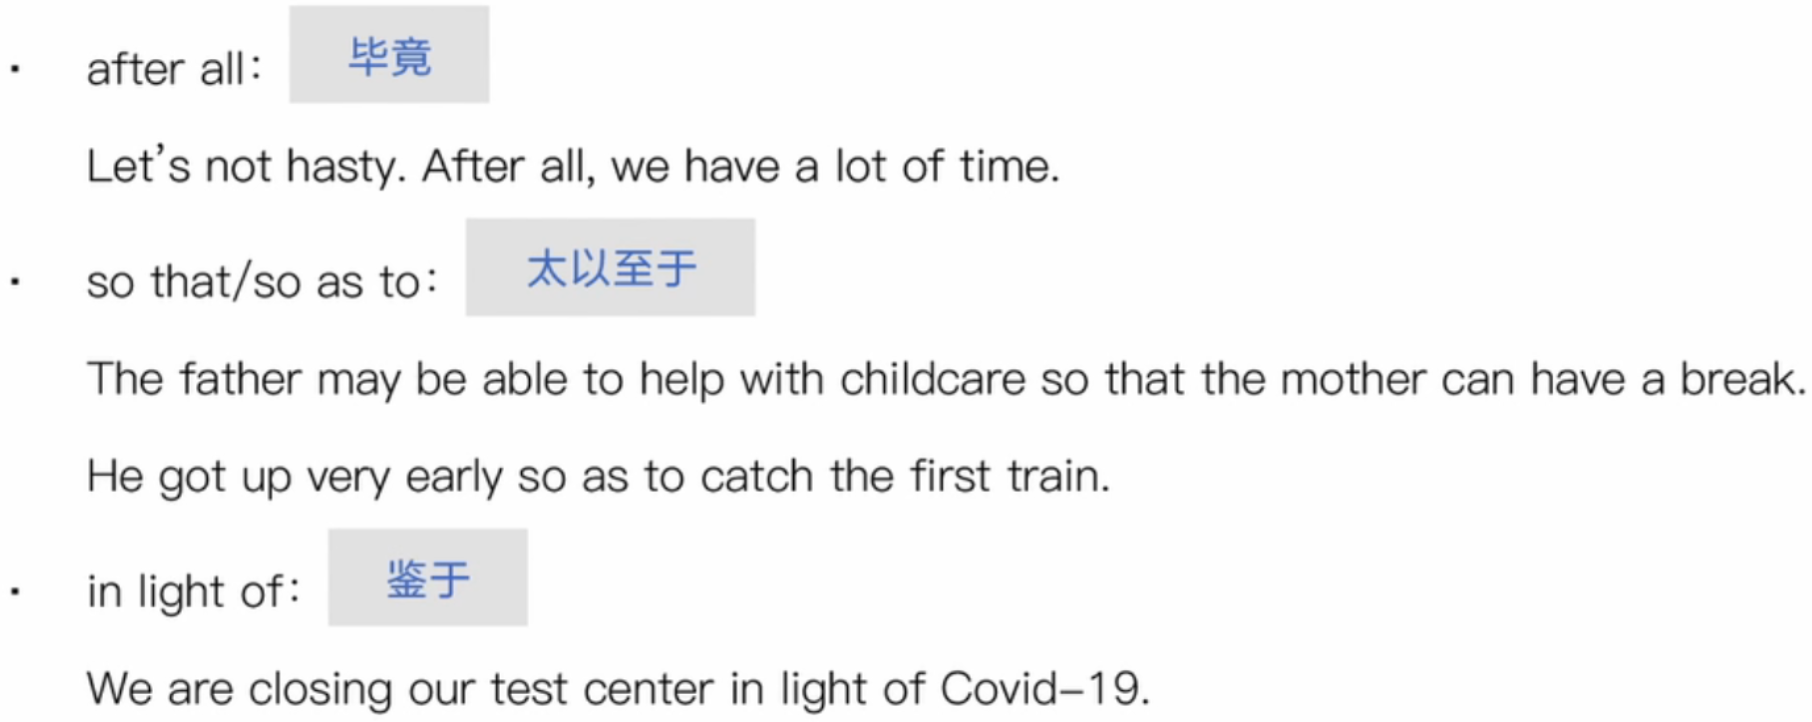 · after all: 毕竟
Let's not hasty. After all, we have a lot of time.
· so that/so as to: 太以至于
The father may be able to help with childcare so that the mother can have a break.
He got up very early so as to catch the first train.
· in light of: 鉴于
We are closing our test center in light of Covid-19.